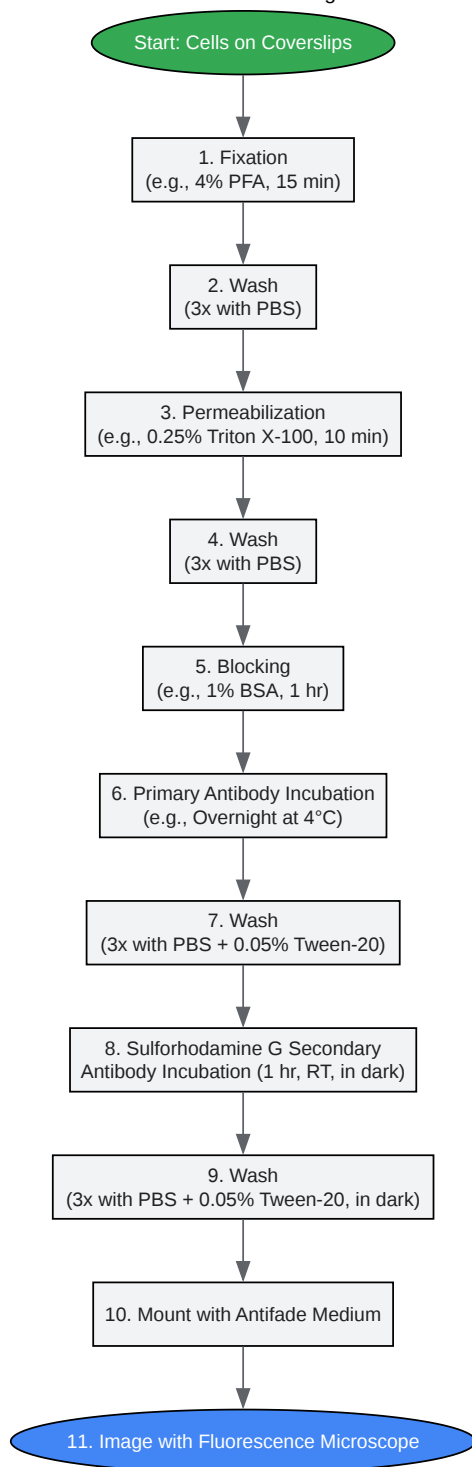 Start: Cells on Coverslips
1. Fixation
(e.g., 4% PFA, 15 min)
2. Wash
(3x with PBS)
3. Permeabilization
(e.g., 0.25% Triton X-100, 10 min)
4. Wash
(3x with PBS)
5. Blocking
(e.g., 1% BSA, 1 hr)
6. Primary Antibody Incubation
(e.g., Overnight at 4°C)
7. Wash
(3x with PBS + 0.05% Tween-20)
8. Sulforhodamine G Secondary
Antibody Incubation (1 hr, RT, in dark)
9. Wash
(3x with PBS + 0.05% Tween-20, in dark)
10. Mount with Antifade Medium
11. Image with Fluorescence Microscope